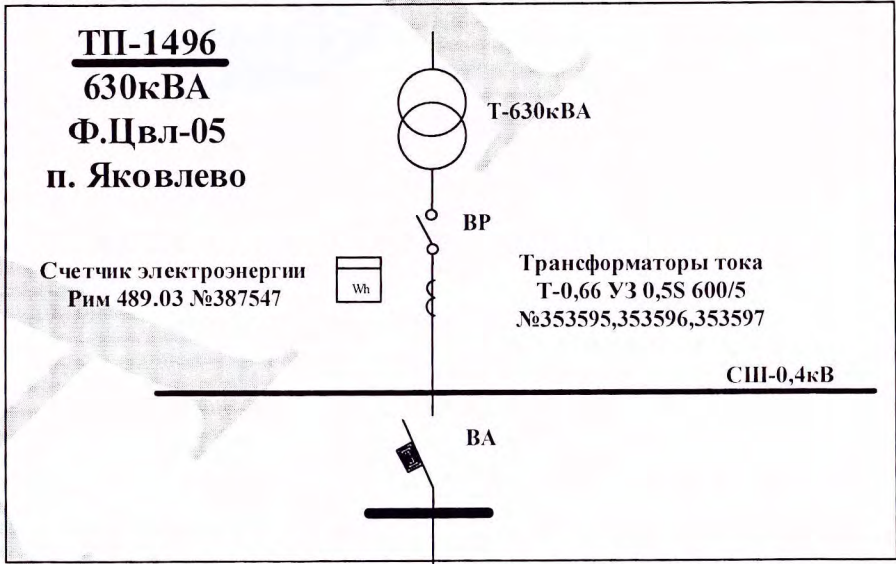 ТП-1496
630кВА
Ф.Цвл-05
п. Яковлево
Т-630кВА
ВР
Счетчик электроэнергии
Рим 489.03 №387547
Wh
Трансформаторы тока
Т-0,66 УЗ 0,5S 600/5
№353595,353596,353597
СШ-0,4кВ
ВА